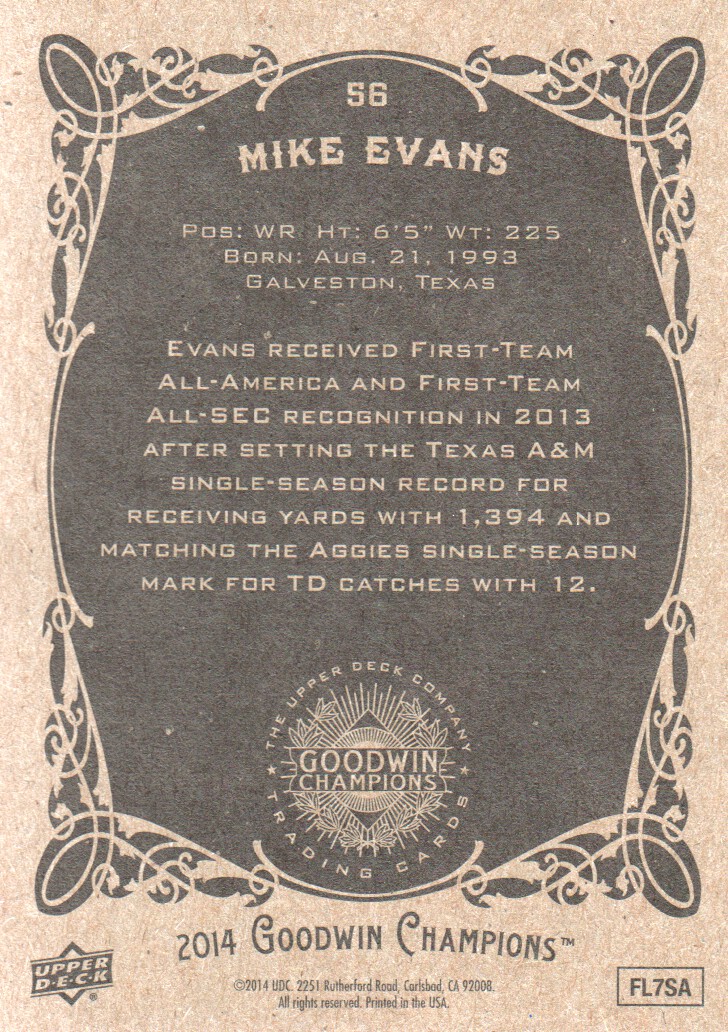 56
MIKE EVANS
POS: WR HT: 6'5" WT: 225
BORN: AUG. 21, 1993
GALVESTON, TEXAS
EVANS RECEIVED FIRST-TEAM
ALL-AMERICA AND FIRST-TEAM
ALL-SEC RECOGNITION IN 2013
AFTER SETTING THE TEXAS A&M
SINGLE-SEASON RECORD FOR
RECEIVING YARDS WITH 1,394 AND
MATCHING THE AGGIES SINGLE-SEASON
MARK FOR TD CATCHES WITH 12.
THE UPPER DECK COMPANY
GOODWIN
CHAMPIONS
TRADING CARDS
2014 GOODWIN CHAMPIONS™
UPPER
D·E·C·K®
©2014 UDC. 2251 Rutherford Road, Carlsbad, CA 92008.
All rights reserved. Printed in the USA.
FL7SA